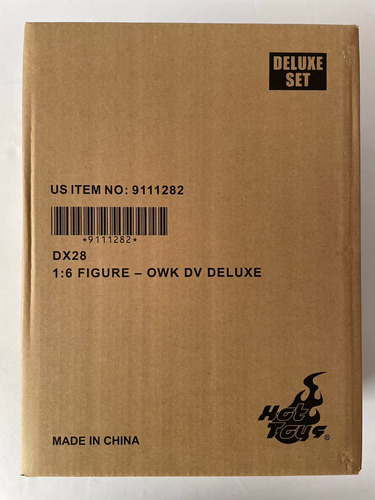 DELUXE
SET
US ITEM NO: 9111282
*9111282*
DX28
1:6 FIGURE – OWK DV DELUXE
Hot
Toys
MADE IN CHINA